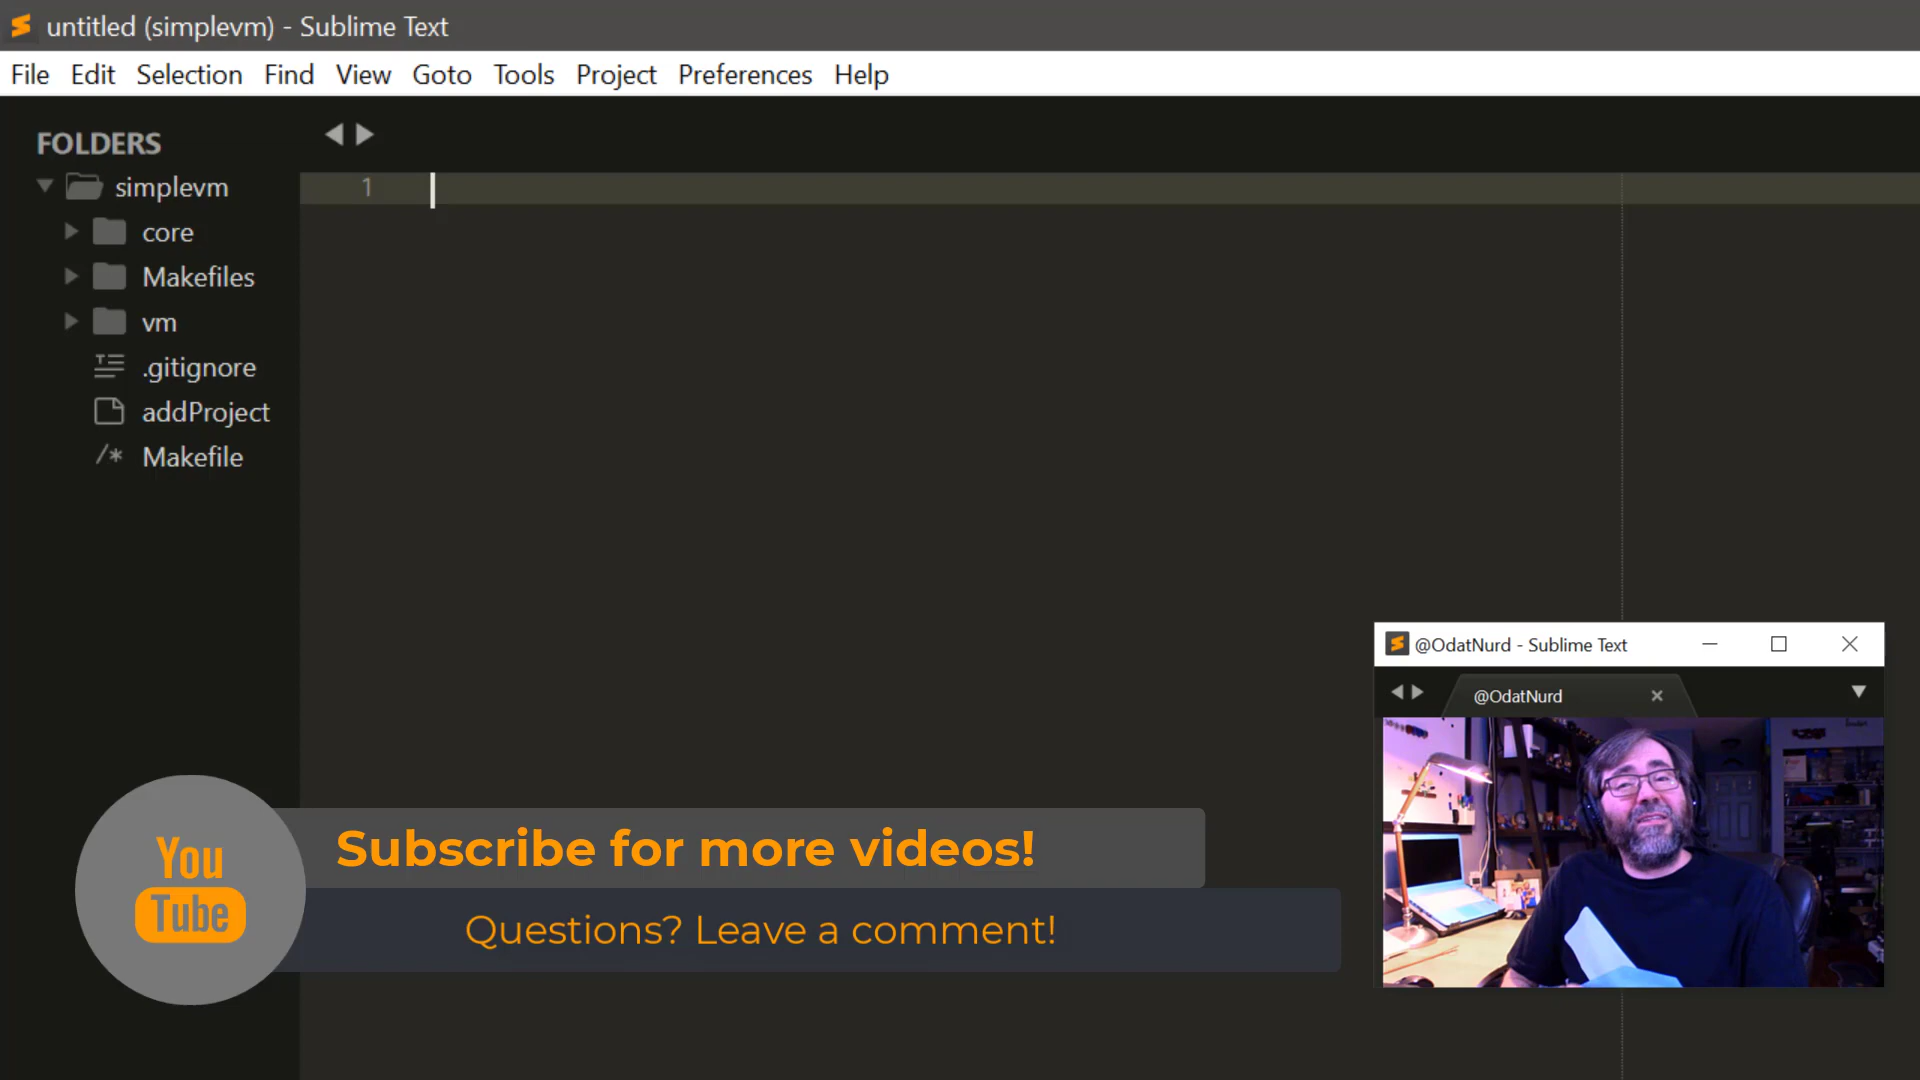 untitled (simplevm) - Sublime Text
File Edit Selection Find View Goto Tools Project Preferences Help
FOLDERS
simplevm
core
Makefiles
vm
.gitignore
addProject
/* Makefile
1
@OdatNurd - Sublime Text
@OdatNurd
You
Tube
Subscribe for more videos!
Questions? Leave a comment!